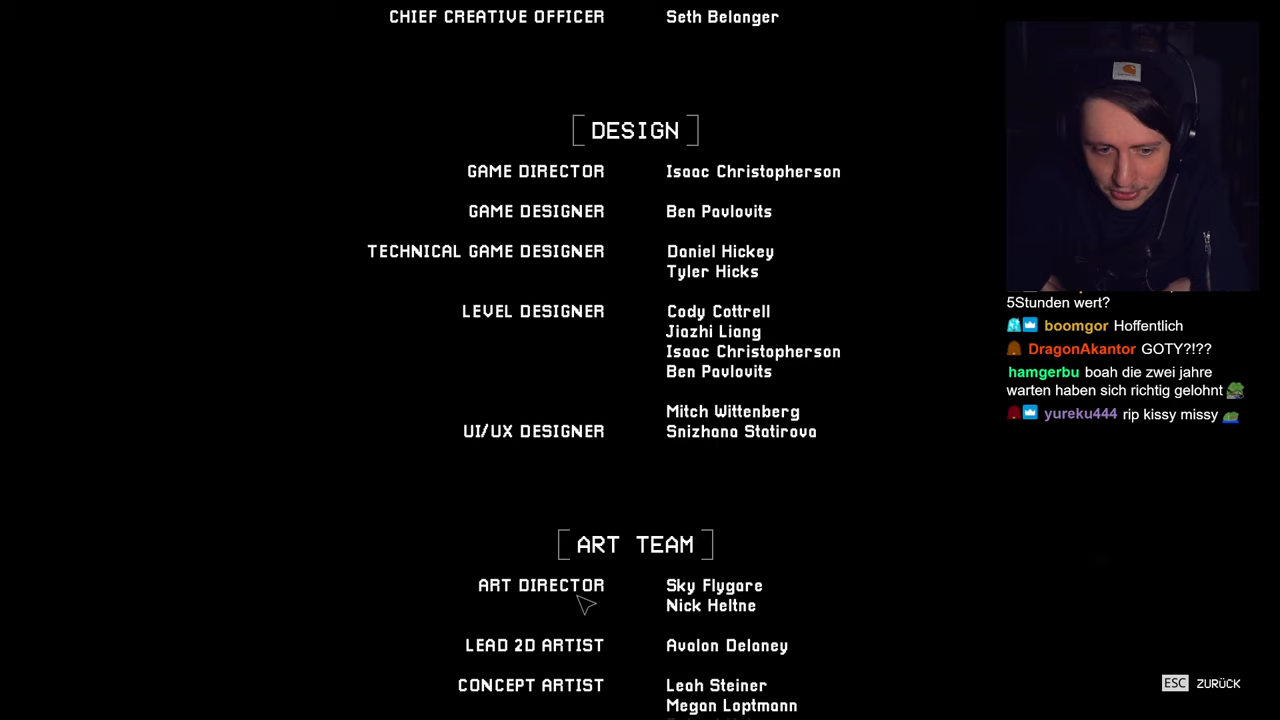 CHIEF CREATIVE OFFICER Seth Belanger
DESIGN
GAME DIRECTOR Isaac Christopherson
GAME DESIGNER Ben Pavlovits
TECHNICAL GAME DESIGNER Daniel Hickey
Tyler Hicks
LEVEL DESIGNER Cody Cottrell
Jiazhi Liang
Isaac Christopherson
Ben Pavlovits
Mitch Wittenberg
UI/UX DESIGNER Snizhana Statirova
ART TEAM
ART DIRECTOR Sky Flygare
Nick Heltne
LEAD 2D ARTIST Avalon Delaney
CONCEPT ARTIST Leah Steiner
Megan Loptmann
5Stunden wert?
boomgor Hoffentlich
DragonAkantor GOTY?!??
hamgerbu boah die zwei jahre
warten haben sich richtig gelohnt
yureku444 rip kissy missy
ESC ZURÜCK